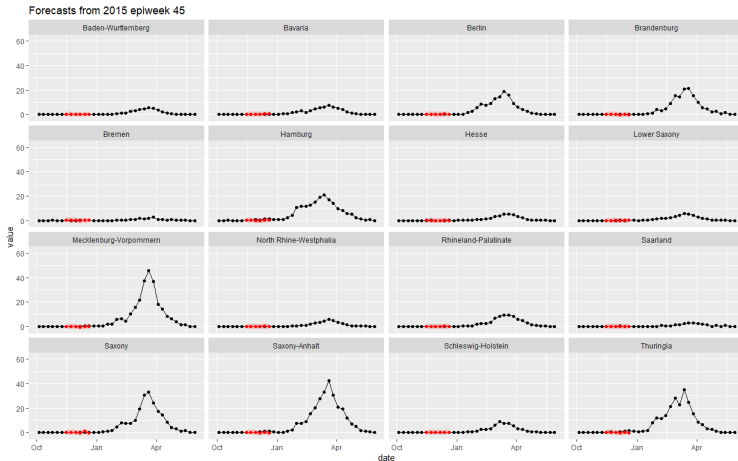 Forecasts from 2015 epiweek 45
Baden-Wurttemberg Bavaria Berlin Brandenburg
60
40
20
0
Bremen Hamburg Hesse Lower Saxony
60
40
20
0
value
Mecklenburg-Vorpommern North Rhine-Westphalia Rhineland-Palatinate Saarland
60
40
20
0
Saxony Saxony-Anhalt Schleswig-Holstein Thuringia
60
40
20
0
Oct Jan Apr Oct Jan Apr Oct Jan Apr Oct Jan Apr
date